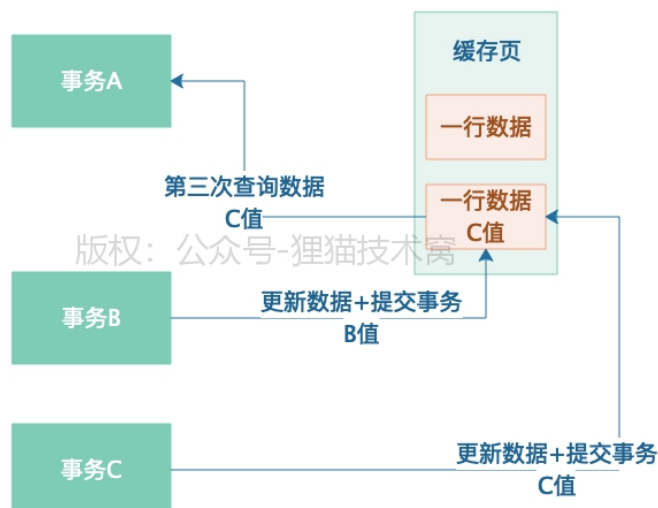 缓存页
事务A
一行数据
第三次查询数据
C值
一行数据
C值
版权：公众号-狸猫技术窝
事务B
更新数据+提交事务
B值
事务C
更新数据+提交事务
C值